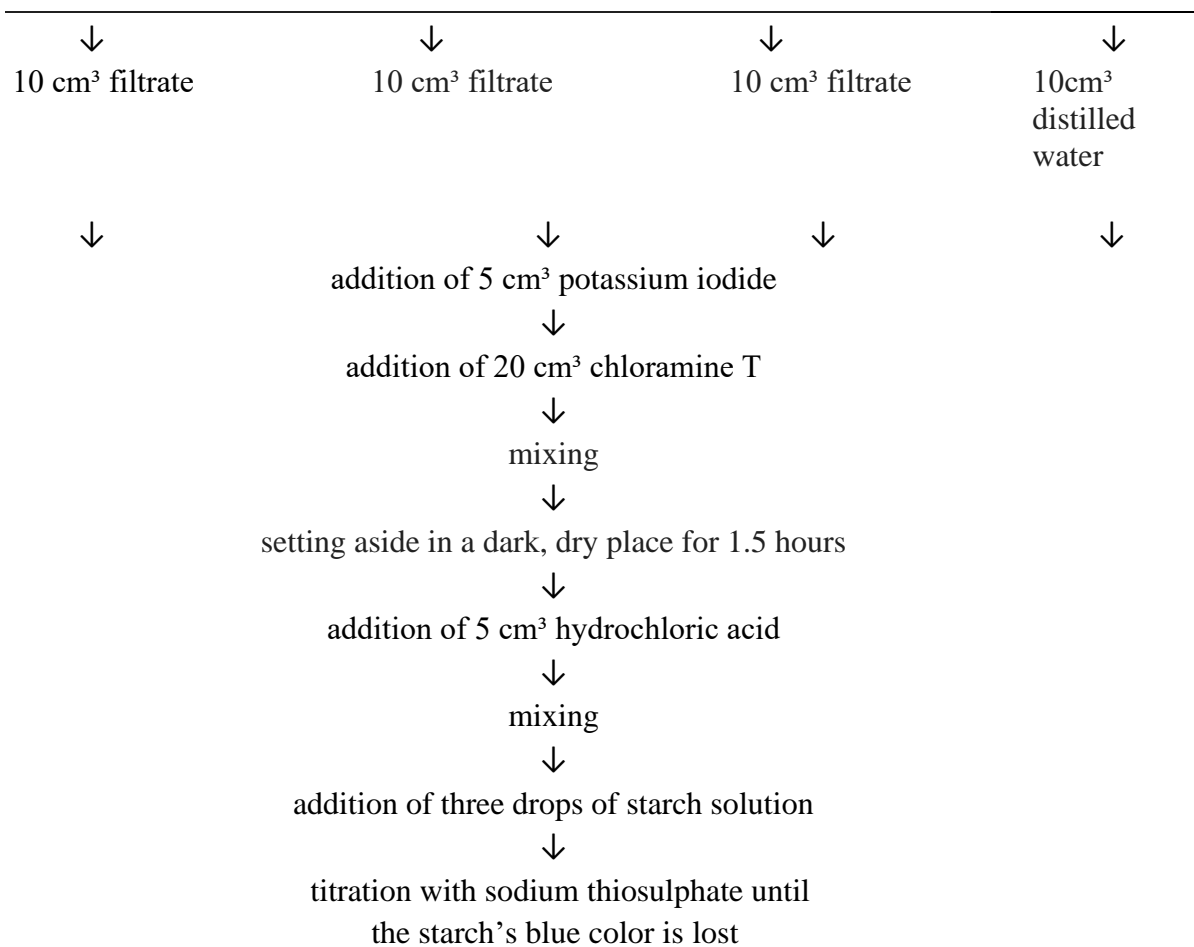 ↓ ↓ ↓ ↓
10 cm³ filtrate 10 cm³ filtrate 10 cm³ filtrate 10cm³
distilled
water
↓ ↓ ↓ ↓
addition of 5 cm³ potassium iodide
↓
addition of 20 cm³ chloramine T
↓
mixing
↓
setting aside in a dark, dry place for 1.5 hours
↓
addition of 5 cm³ hydrochloric acid
↓
mixing
↓
addition of three drops of starch solution
↓
titration with sodium thiosulphate until
the starch’s blue color is lost